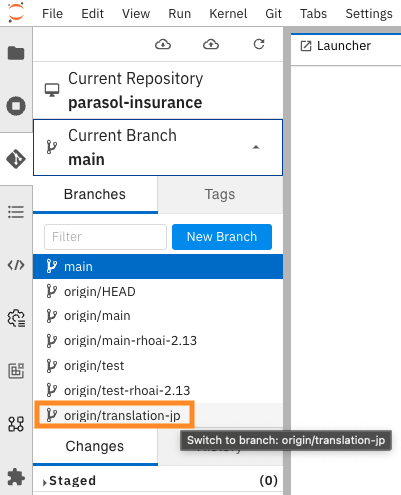 File Edit View Run Kernel Git Tabs Settings
Launcher
Current Repository
parasol-insurance
Current Branch
main
Branches Tags
Filter New Branch
main
origin/HEAD
origin/main
origin/main-rhoai-2.13
origin/test
origin/test-rhoai-2.13
origin/translation-jp
Switch to branch: origin/translation-jp
Changes History
Staged (0)